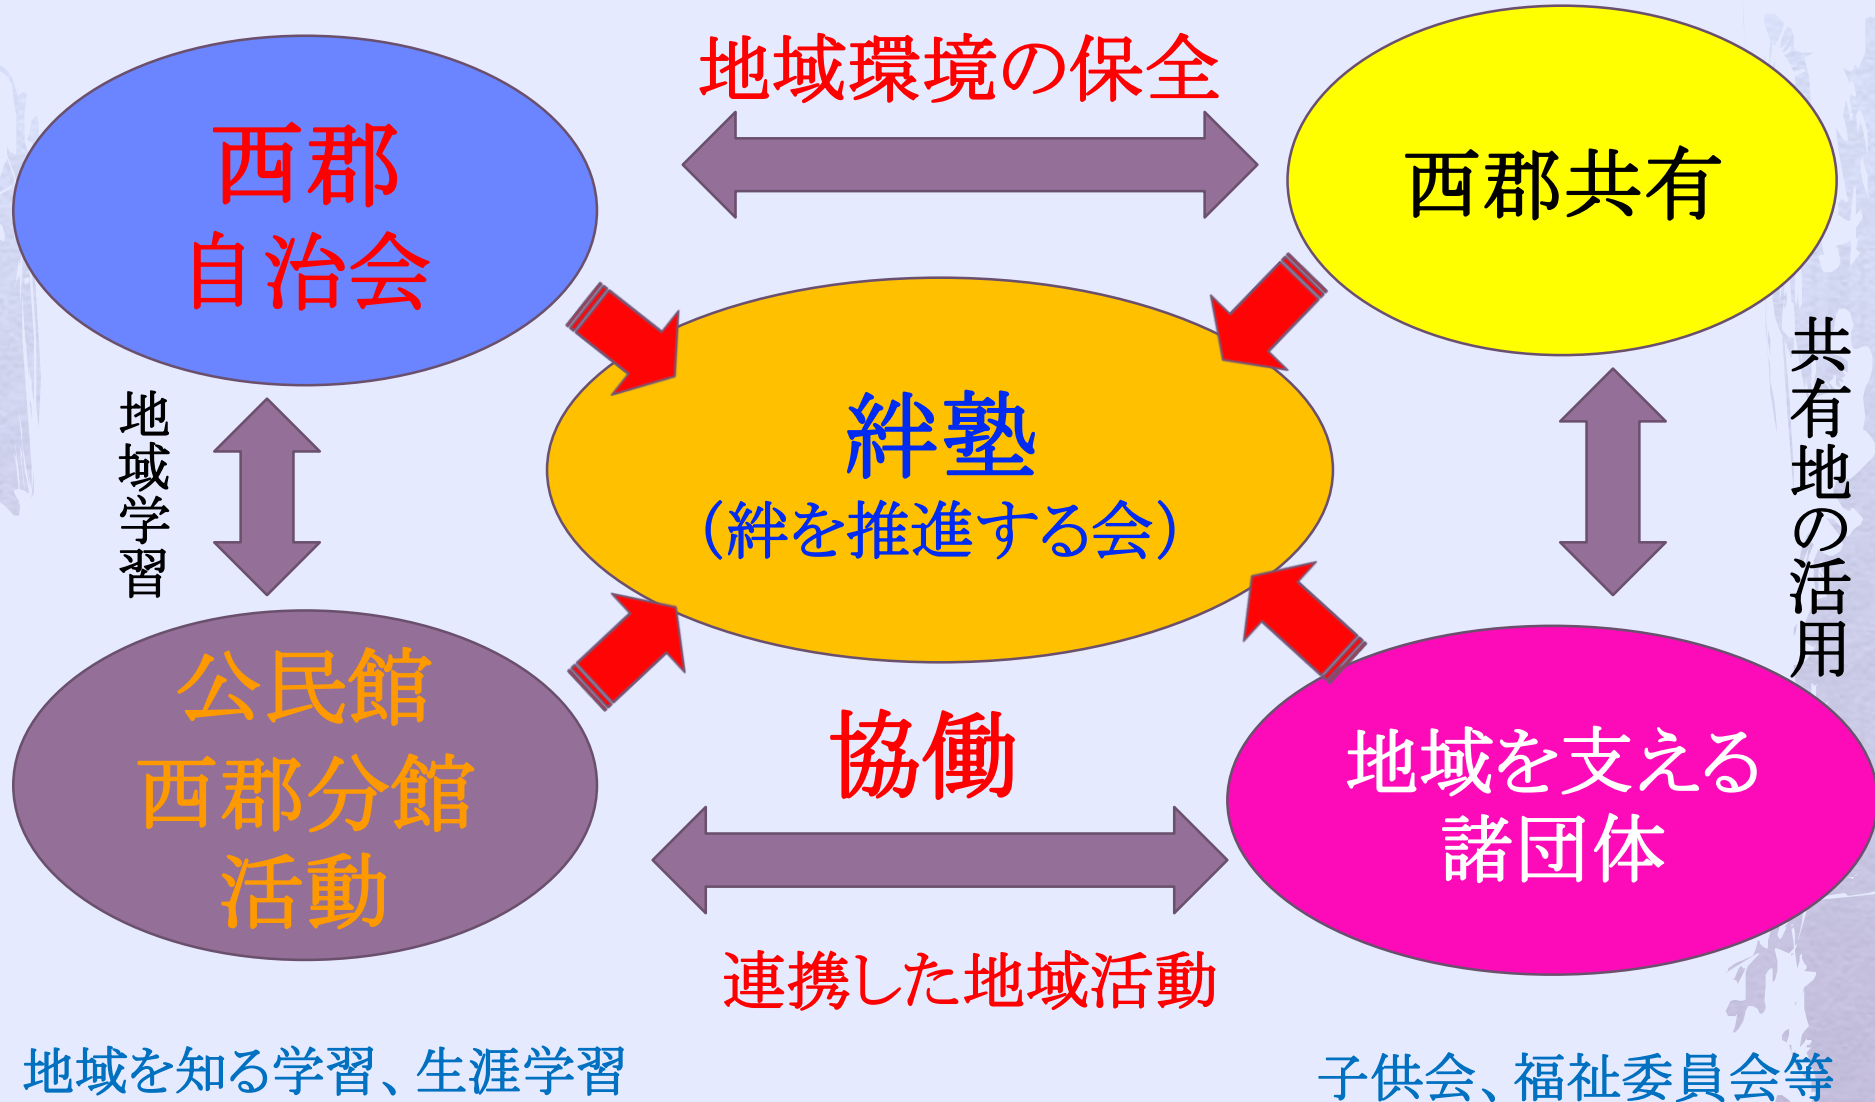 地域環境の保全
西郡
自治会
西郡共有
絆塾
（絆を推進する会）
地域学習
共有地の活用
公民館
西郡分館
活動
協働
地域を支える
諸団体
連携した地域活動
地域を知る学習、生涯学習
子供会、福祉委員会等